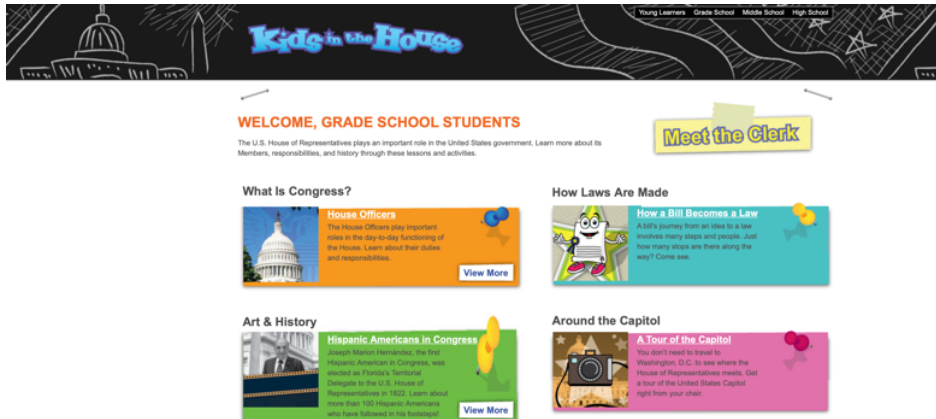 Young Learners Grade School Middle School High School
Kids in the House
WELCOME, GRADE SCHOOL STUDENTS
The U.S. House of Representatives plays an important role in the United States government. Learn more about its
Members, responsibilities, and history through these lessons and activities.
Meet the Clerk
What Is Congress?
House Officers
The House Officers play important
roles in the day-to-day functioning of
the House. Learn about their duties
and responsibilities.
View More
How Laws Are Made
How a Bill Becomes a Law
A bill's journey from an idea to a law
involves many steps and people. Just
how many stops are there along the
way? Come see.
Art & History
Hispanic Americans in Congress
Joseph Marion Hernández, the first
Hispanic American in Congress, was
elected as Florida's Territorial
Delegate to the U.S. House of
Representatives in 1822. Learn about
more than 100 Hispanic Americans
who have followed in his footsteps!
View More
Around the Capitol
A Tour of the Capitol
You don't need to travel to
Washington, D.C. to see where the
House of Representatives meets. Get
a tour of the United States Capitol
right from your chair.